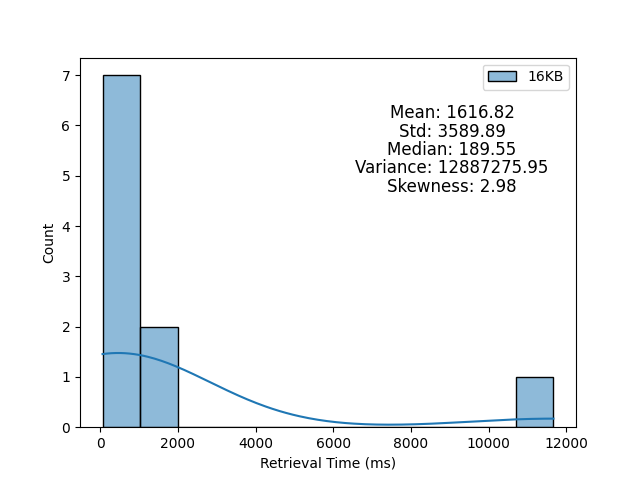 16KB
Mean: 1616.82
Std: 3589.89
Median: 189.55
Variance: 12887275.95
Skewness: 2.98
7
6
5
4
3
2
1
0
Count
0 2000 4000 6000 8000 10000 12000
Retrieval Time (ms)